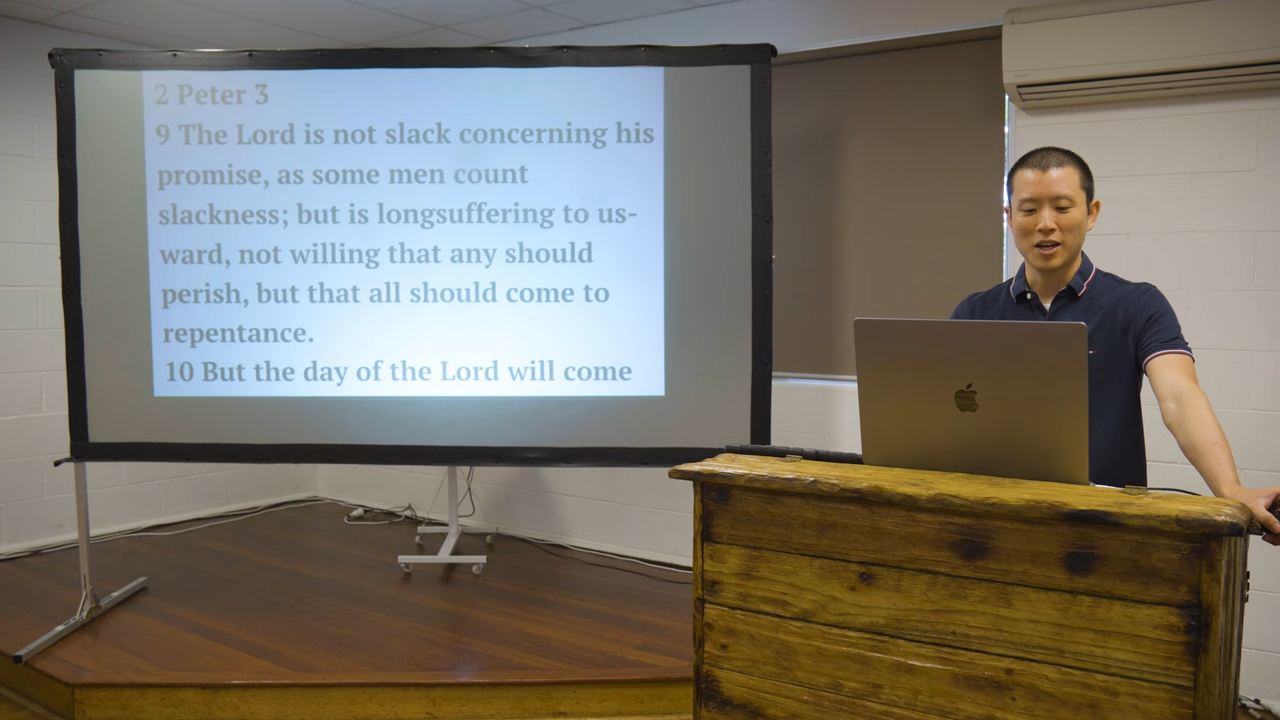 2 Peter 3
9 The Lord is not slack concerning his
promise, as some men count
slackness; but is longsuffering to us-
ward, not willing that any should
perish, but that all should come to
repentance.
10 But the day of the Lord will come